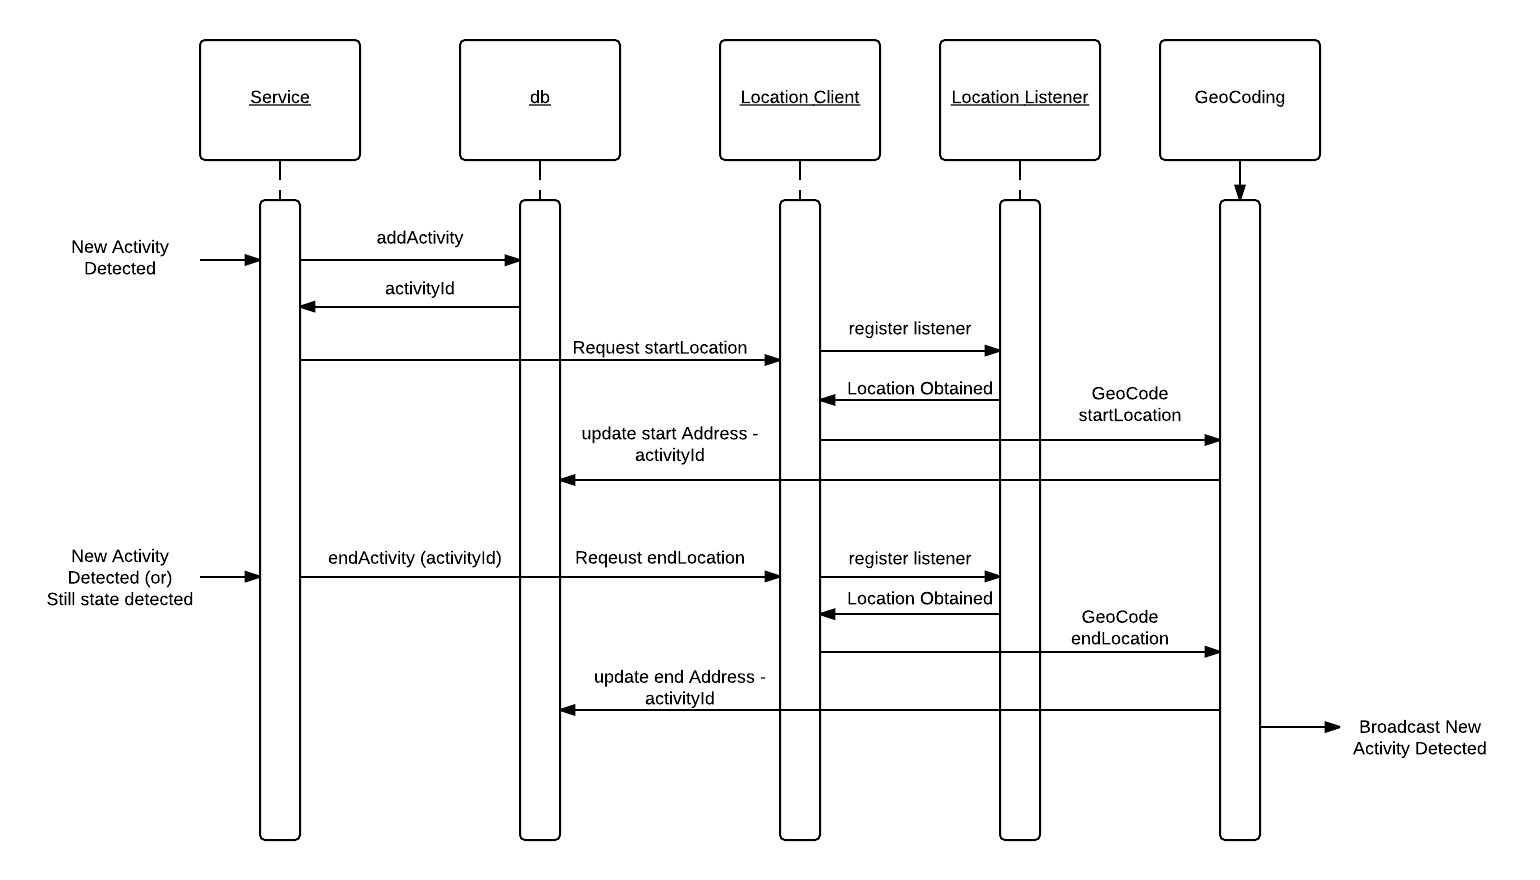 Service
db
Location Client
Location Listener
GeoCoding
New Activity
Detected
addActivity
activityId
Request startLocation
register listener
Location Obtained
GeoCode
startLocation
update start Address -
activityId
New Activity
Detected (or)
Still state detected
endActivity (activityId)
Reqeust endLocation
register listener
Location Obtained
GeoCode
endLocation
update end Address -
activityId
Broadcast New
Activity Detected